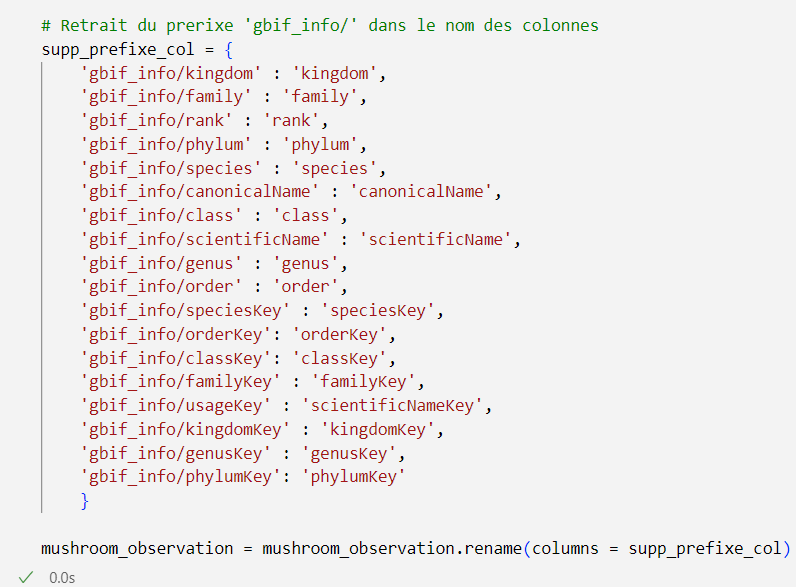 # Retrait du prerixe 'gbif_info/' dans le nom des colonnes
supp_prefixe_col = {
    'gbif_info/kingdom' : 'kingdom',
    'gbif_info/family' : 'family',
    'gbif_info/rank' : 'rank',
    'gbif_info/phylum' : 'phylum',
    'gbif_info/species' : 'species',
    'gbif_info/canonicalName' : 'canonicalName',
    'gbif_info/class' : 'class',
    'gbif_info/scientificName' : 'scientificName',
    'gbif_info/genus' : 'genus',
    'gbif_info/order' : 'order',
    'gbif_info/speciesKey' : 'speciesKey',
    'gbif_info/orderKey': 'orderKey',
    'gbif_info/classKey': 'classKey',
    'gbif_info/familyKey' : 'familyKey',
    'gbif_info/usageKey' : 'scientificNameKey',
    'gbif_info/kingdomKey' : 'kingdomKey',
    'gbif_info/genusKey' : 'genusKey',
    'gbif_info/phylumKey': 'phylumKey'
    }
mushroom_observation = mushroom_observation.rename(columns = supp_prefixe_col)
✓ 0.0s